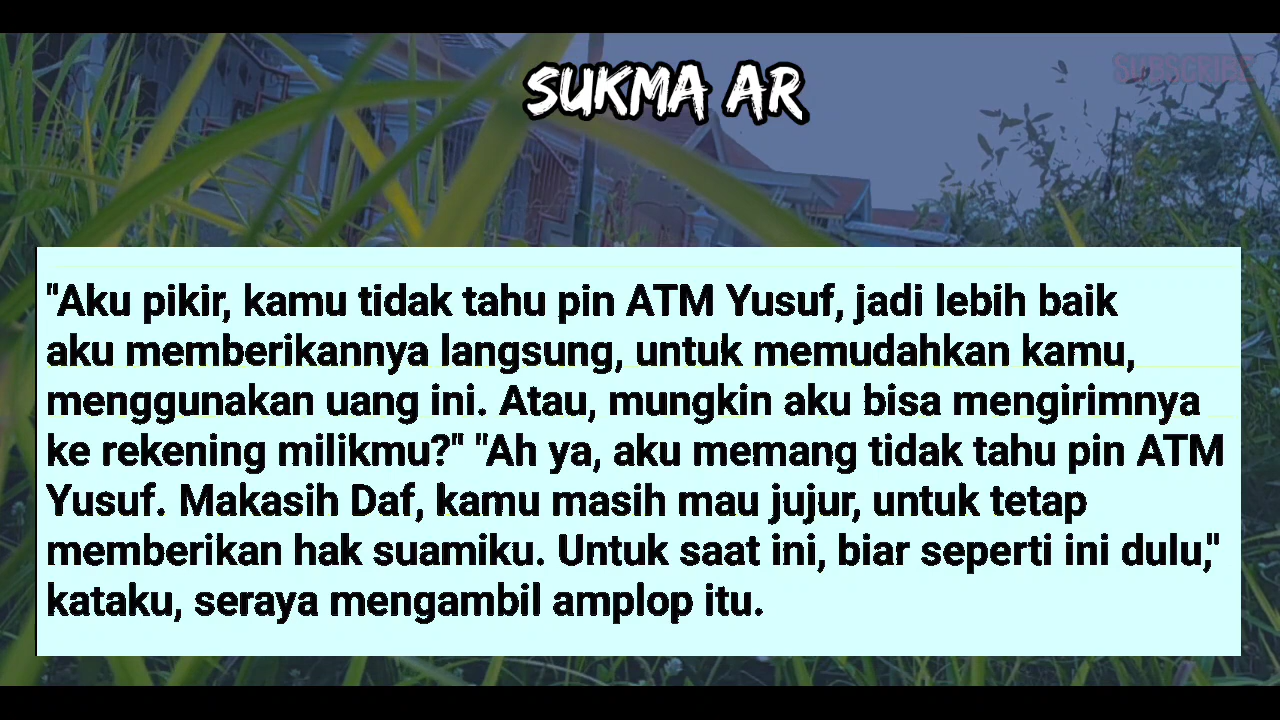 SUKMA AR
SUBSCRIBE
"Aku pikir, kamu tidak tahu pin ATM Yusuf, jadi lebih baik
aku memberikannya langsung, untuk memudahkan kamu,
menggunakan uang ini. Atau, mungkin aku bisa mengirimnya
ke rekening milikmu?" "Ah ya, aku memang tidak tahu pin ATM
Yusuf. Makasih Daf, kamu masih mau jujur, untuk tetap
memberikan hak suamiku. Untuk saat ini, biar seperti ini dulu,"
kataku, seraya mengambil amplop itu.